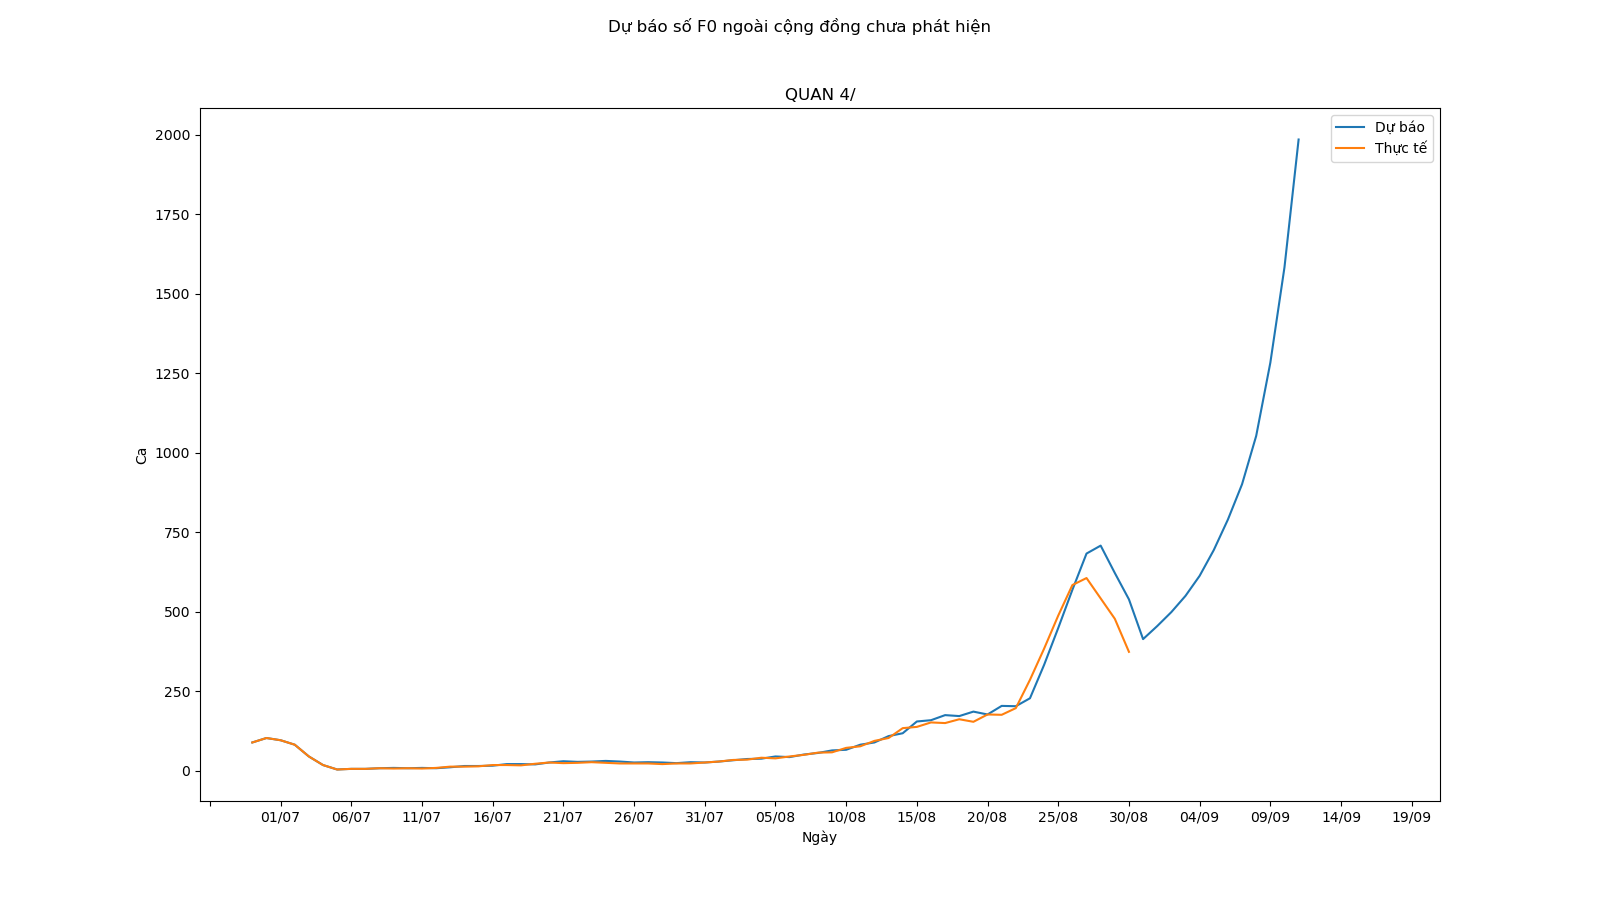 Dự báo số F0 ngoài cộng đồng chưa phát hiện
QUAN 4/
Dự báo
Thực tế
2000
1750
1500
1250
1000
750
500
250
0
Ca
01/07 06/07 11/07 16/07 21/07 26/07 31/07 05/08 10/08 15/08 20/08 25/08 30/08 04/09 09/09 14/09 19/09
Ngày